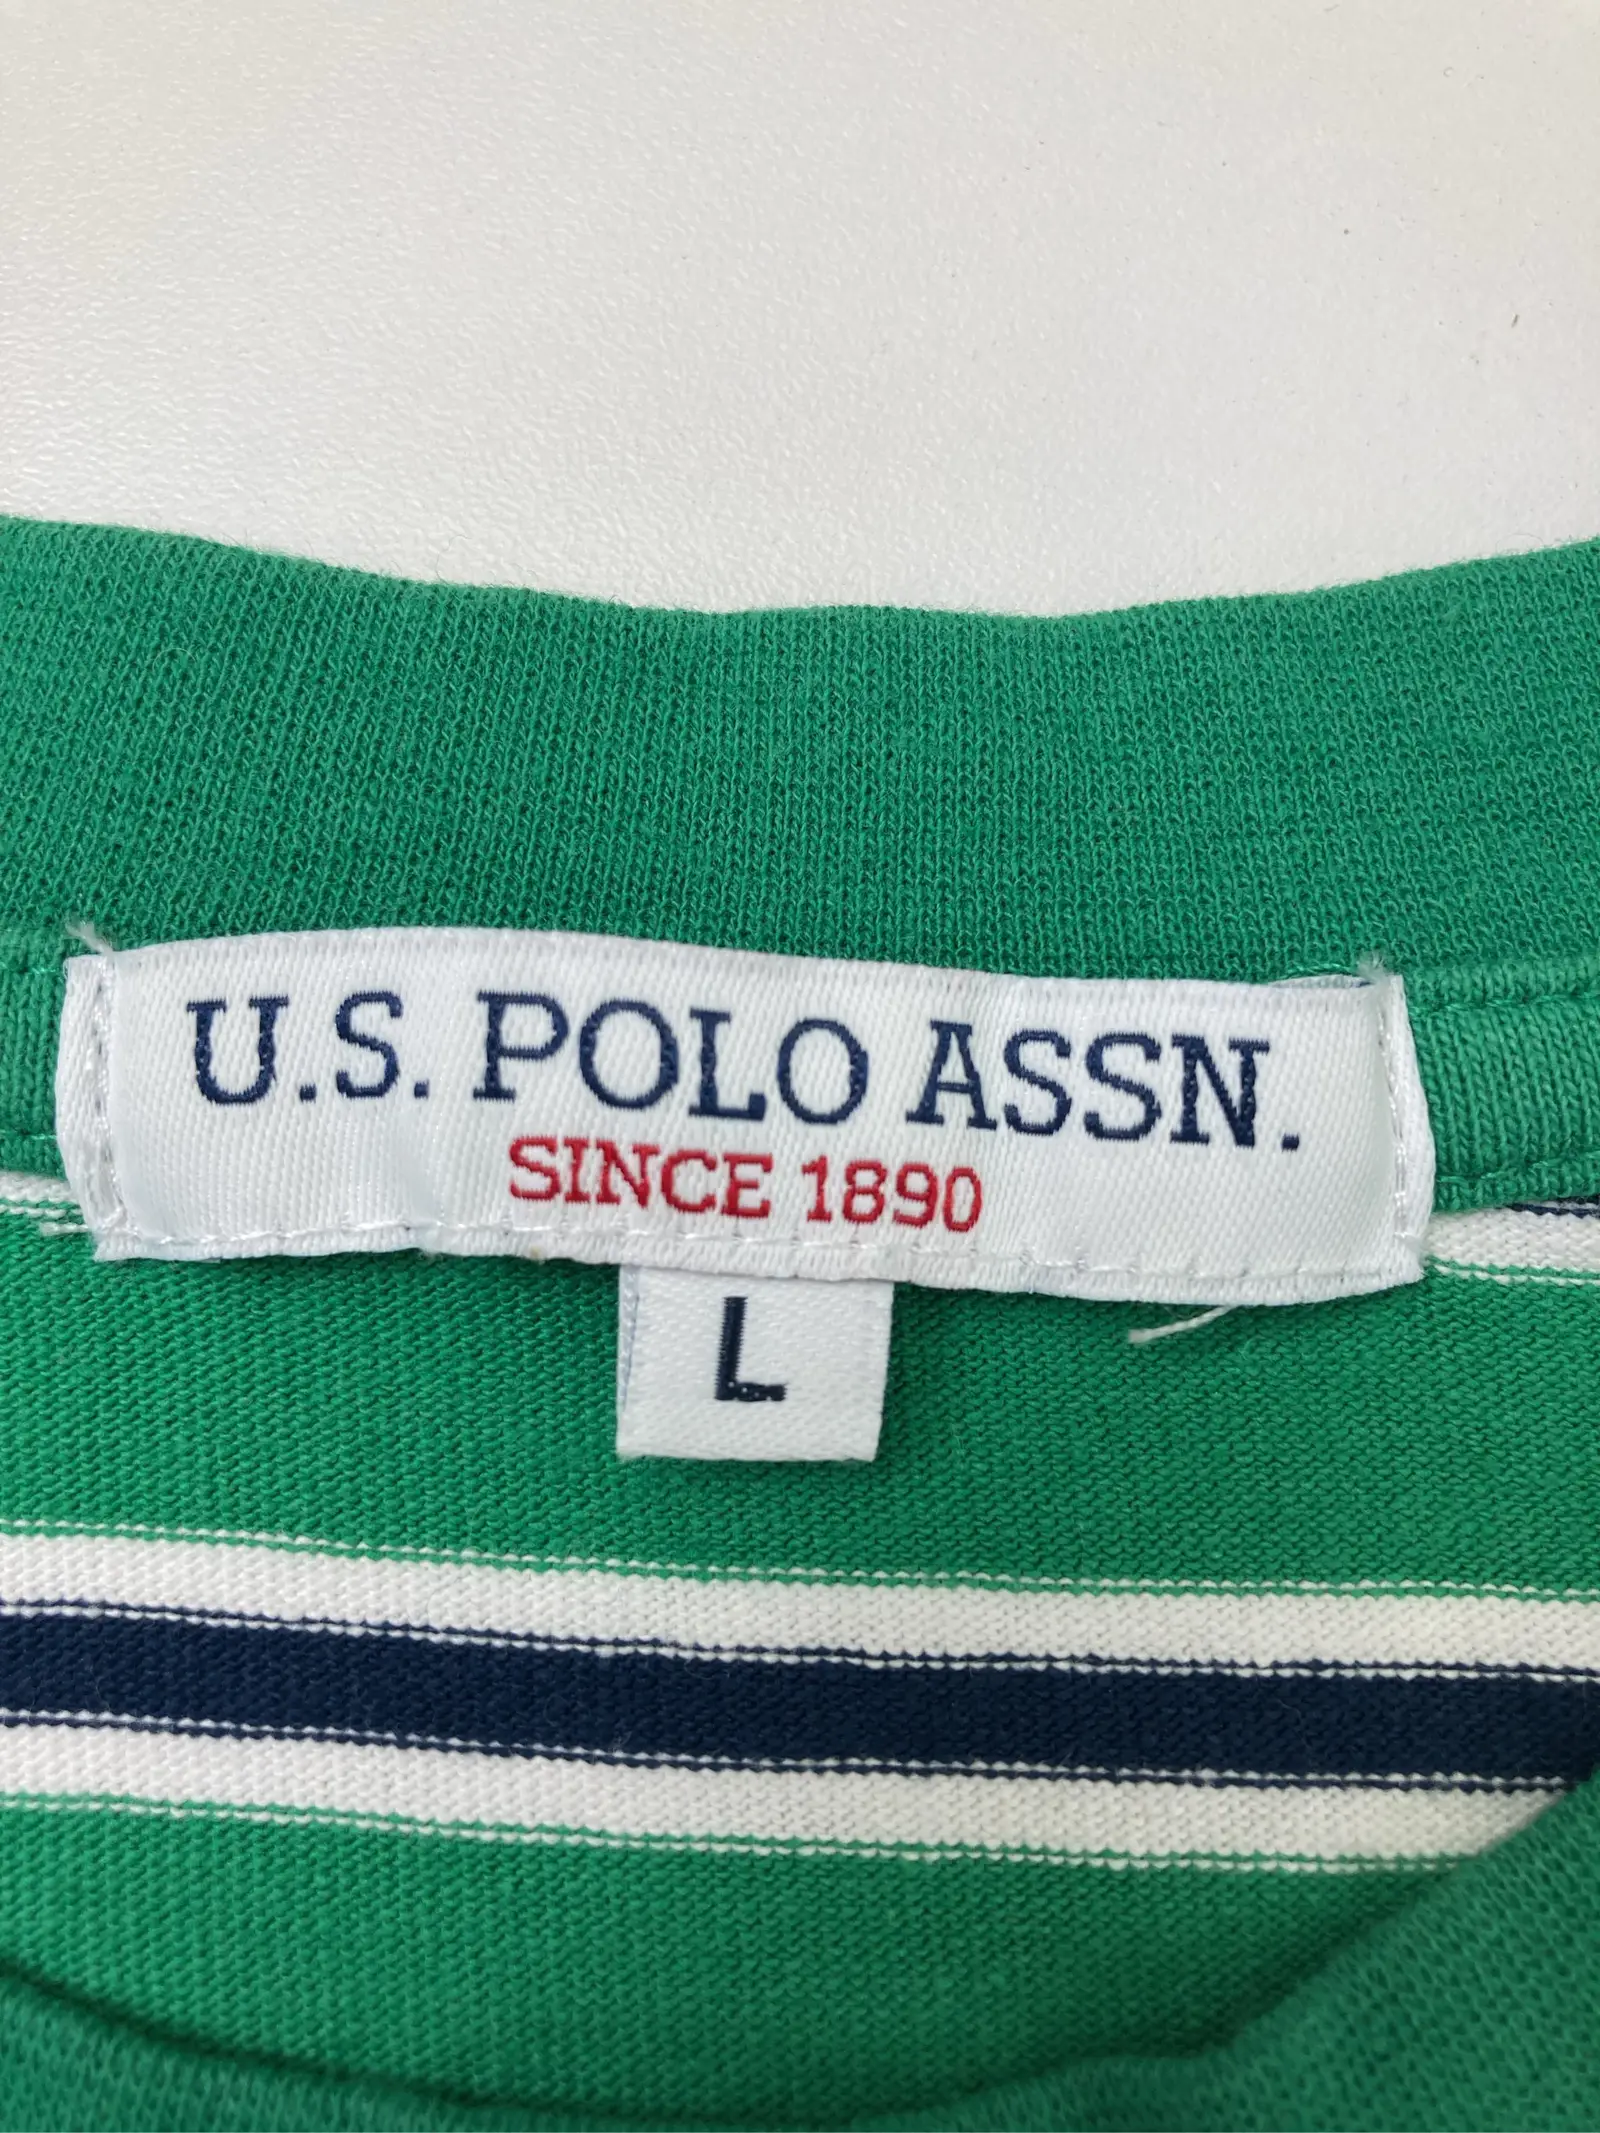 U.S. POLO ASSN.
SINCE 1890
L